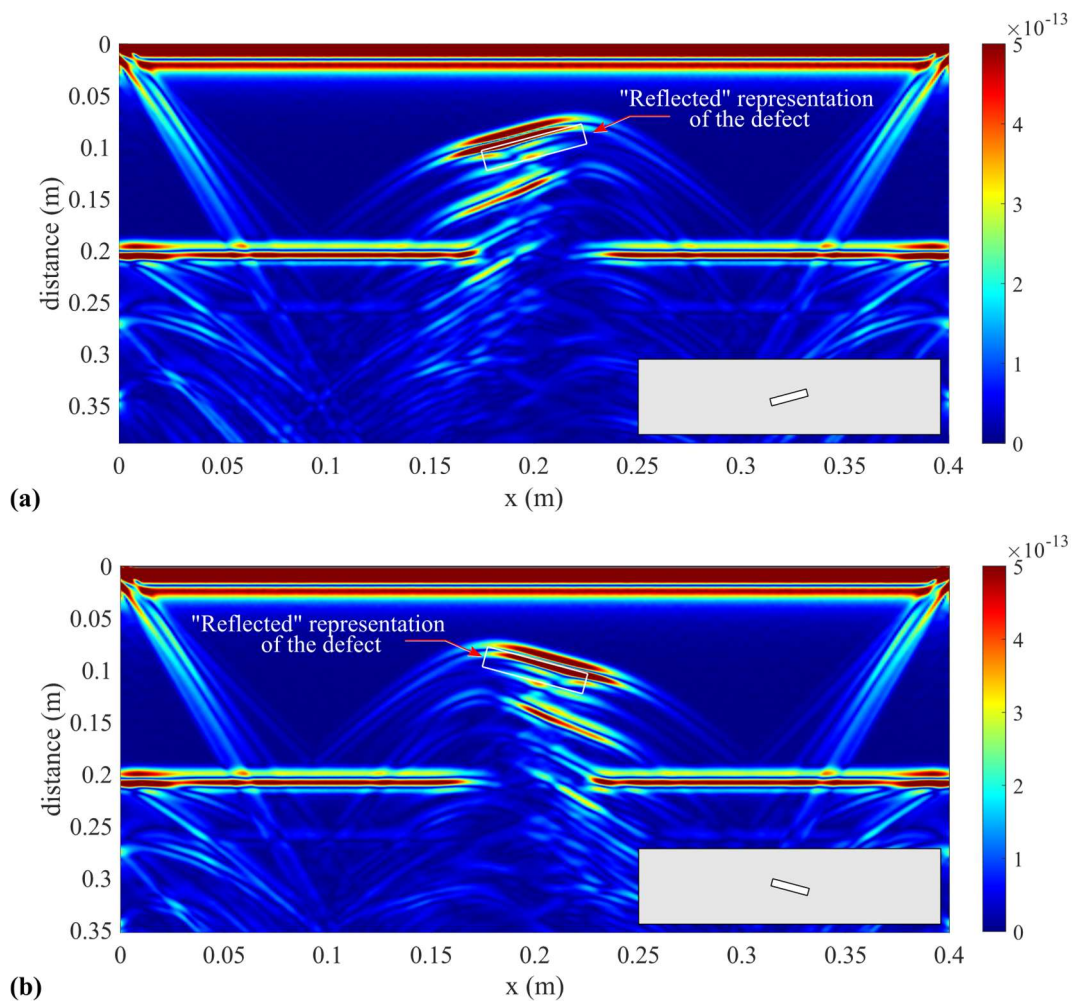 ×10⁻¹³
0
0.05
0.1
0.15
0.2
0.25
0.3
0.35
distance (m)
"Reflected" representation
of the defect
5
4
3
2
1
0
0 0.05 0.1 0.15 0.2 0.25 0.3 0.35 0.4
x (m)
(a)
×10⁻¹³
0
0.05
0.1
0.15
0.2
0.25
0.3
0.35
distance (m)
"Reflected" representation
of the defect
5
4
3
2
1
0
0 0.05 0.1 0.15 0.2 0.25 0.3 0.35 0.4
x (m)
(b)